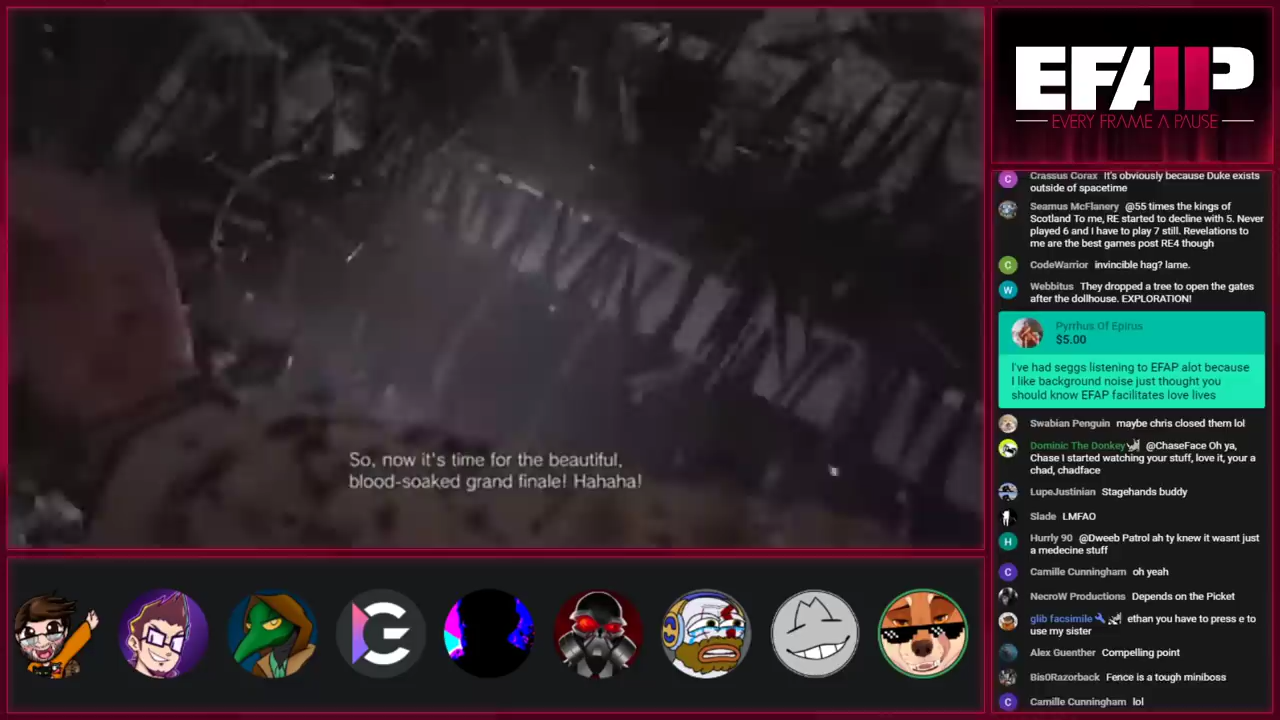 So, now it's time for the beautiful,
blood-soaked grand finale! Hahaha!
EFAP
EVERY FRAME A PAUSE
Crassus Corax It's obviously because Duke exists
outside of spacetime
Seamus McFlanery @55 times the kings of
Scotland To me, RE started to decline with 5. Never
played 6 and I have to play 7 still. Revelations to
me are the best games post RE4 though
CodeWarrior invincible hag? lame.
Webbitus They dropped a tree to open the gates
after the dollhouse. EXPLORATION!
Pyrrhus Of Epirus
$5.00
I've had seggs listening to EFAP alot because
I like background noise just thought you
should know EFAP facilitates love lives
Swabian Penguin maybe chris closed them lol
Dominic The Donkey @ChaseFace Oh ya,
Chase I started watching your stuff, love it, your a
chad, chadface
LupeJustinian Stagehands buddy
Slade LMFAO
Hurrly 90 @Dweeb Patrol ah ty knew it wasnt just
a medecine stuff
Camille Cunningham oh yeah
NecroW Productions Depends on the Picket
glib facsimile ethan you have to press e to
use my sister
Alex Guenther Compelling point
Bis0Razorback Fence is a tough miniboss
Camille Cunningham lol